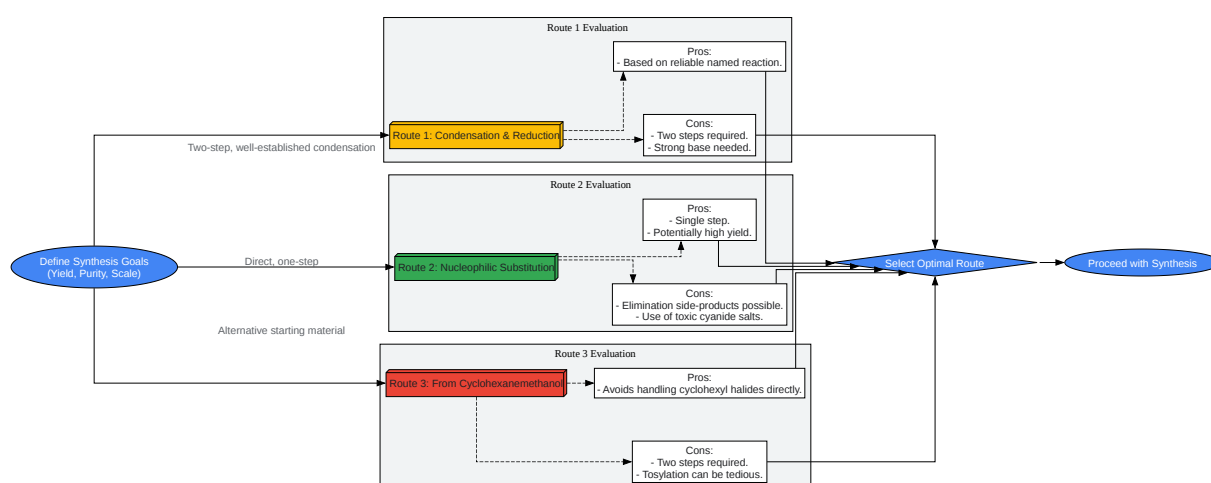 Route 1 Evaluation
Pros:
- Based on reliable named reaction.
Route 1: Condensation & Reduction
Cons:
- Two steps required.
- Strong base needed.
Two-step, well-established condensation
Route 2 Evaluation
Pros:
- Single step.
- Potentially high yield.
Define Synthesis Goals
(Yield, Purity, Scale)
Direct, one-step
Route 2: Nucleophilic Substitution
Select Optimal Route
Proceed with Synthesis
Cons:
- Elimination side-products possible.
- Use of toxic cyanide salts.
Alternative starting material
Route 3 Evaluation
Route 3: From Cyclohexanemethanol
Pros:
- Avoids handling cyclohexyl halides directly.
Cons:
- Two steps required.
- Tosylation can be tedious.